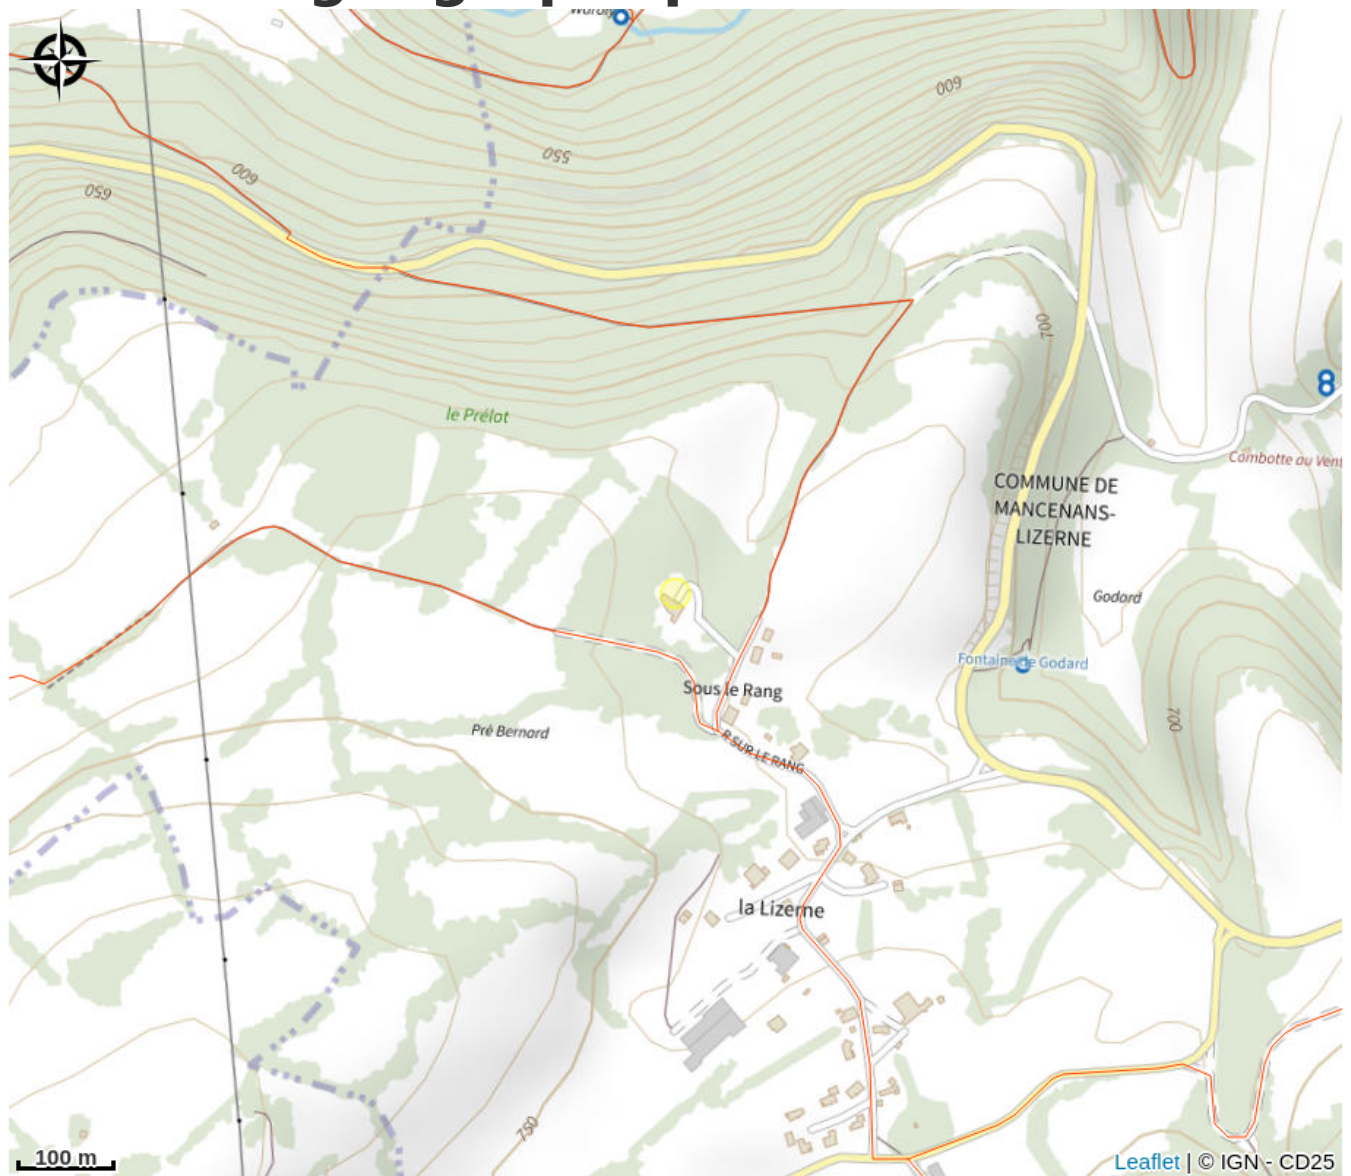 600
550
600
650
700
le Prélot
Combotte au Vent
COMMUNE DE
MANCENANS-
LIZERNE
Godard
Fontaine de Godard
Sous le Rang
700
Pré Bernard
R SUR LE RANG
la Lizerne
750
100 m
Leaflet | © IGN - CD25